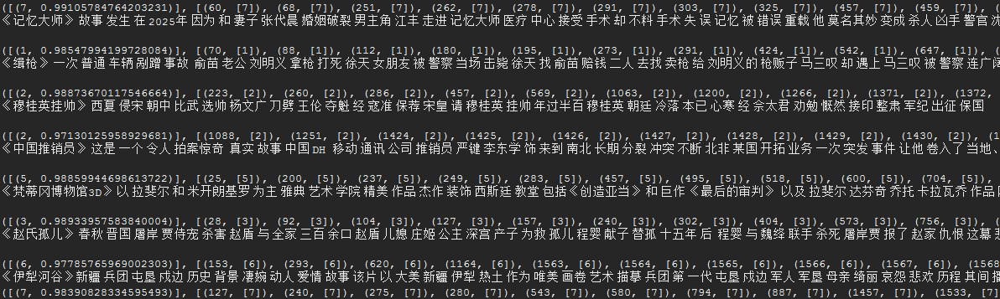 ([(7, 0.99105784764203231)], [(60, [7]), (68, [7]), (251, [7]), (262, [7]), (278, [7]), (291, [7]), (303, [7]), (325, [7]), (457, [7]), (459, [7]),
《记忆大师》 故事 发生 在 2025年 因为 和 妻子 张代晨 婚姻 破裂 男主角 江丰 走进 记忆 大师 医疗 中心 接受 手术 却 不料 手术 失误 记忆 被 错误 重载 他 莫名其妙 变成 杀人 凶手 警官 沈
([(1, 0.98547994199728084)], [(70, [1]), (88, [1]), (112, [1]), (180, [1]), (195, [1]), (273, [1]), (291, [1]), (424, [1]), (542, [1]), (647, [1]),
《缉枪》 一次 普通 车辆 剐蹭 事故 俞苗 老公 刘明义 拿枪 打死 徐天 女朋友 被 警察 当场 击毙 徐天 找 俞苗 赔钱 二人 去 找 卖枪 给 刘明义 的 枪贩子 马三叹 却 遇上 马三叹 被 警察 连广
([(2, 0.98873670117546664)], [(223, [2]), (260, [2]), (286, [2]), (457, [2]), (569, [2]), (1063, [2]), (1200, [2]), (1266, [2]), (1371, [2]), (1372,
《穆桂英挂帅》 西夏 侵宋 朝中 比武 选帅 杨文广 刀劈 王伦 夺魁 经 寇准 保荐 宋皇 请 穆桂英 挂帅 年过半百 穆桂英 朝廷 冷落 本已 心寒 经 佘太君 劝勉 慨然 接印 整肃 军纪 出征 保国
([(2, 0.97130125958929681)], [(1088, [2]), (1251, [2]), (1424, [2]), (1425, [2]), (1426, [2]), (1427, [2]), (1428, [2]), (1429, [2]), (1430, [2]), (1
《中国推销员》 这是 一个 令人 拍案惊奇 真实 故事 中国 DH 移动 通讯 公司 推销员 严键 李东学 饰 来到 南北 长期 分裂 冲突 不断 北非 某国 开拓 业务 一次 突发事件 让 他 卷入 了 当地、
([(5, 0.98859944698613722)], [(25, [5]), (200, [5]), (237, [5]), (249, [5]), (283, [5]), (457, [5]), (495, [5]), (518, [5]), (600, [5]), (704, [5]),
《梵蒂冈博物馆3D》 以 拉斐尔 和 米开朗基罗 为主 雅典 艺术 学院 精美 作品 杰作 装饰 西斯廷 教堂 包括《创造亚当》 和 巨作 《最后的审判》 以及 拉斐尔 达芬奇 乔托 卡拉瓦乔 作品
([(3, 0.98933957583840004)], [(28, [3]), (92, [3]), (104, [3]), (127, [3]), (157, [3]), (240, [3]), (302, [3]), (404, [3]), (573, [3]), (756, [3]),
《赵氏孤儿》 春秋 晋国 屠岸 贾侍宠 杀害 赵盾 与 全家 三百 余口 赵盾 儿媳 庄姬 公主 深宫 产子 为救 孤儿 程婴 献子 替孤 十五年 后 程婴 与 魏绛 联手 杀死 屠岸贾 报了 赵家 仇恨 这幕
([(6, 0.97785765969002303)], [(153, [6]), (293, [6]), (620, [6]), (1164, [6]), (1563, [6]), (1564, [6]), (1565, [6]), (1566, [6]), (1567, [6]), (1568
《伊犁河谷》新疆 兵团 屯垦 戍边 历史 背景 凄婉 动人 爱情 故事 该片 以 大美 新疆 伊犁 热土 作为 唯美 画卷 艺术 描摹 兵团 第一代 屯垦 戍边 军人 军垦 母亲 绮丽 哀怨 悲欢 历程 其间
([(7, 0.98390828334595493)], [(127, [7]), (240, [7]), (275, [7]), (280, [7]), (543, [7]), (580, [7]), (794, [7]), (887, [7]), (1457, [7]), (1533, [7]